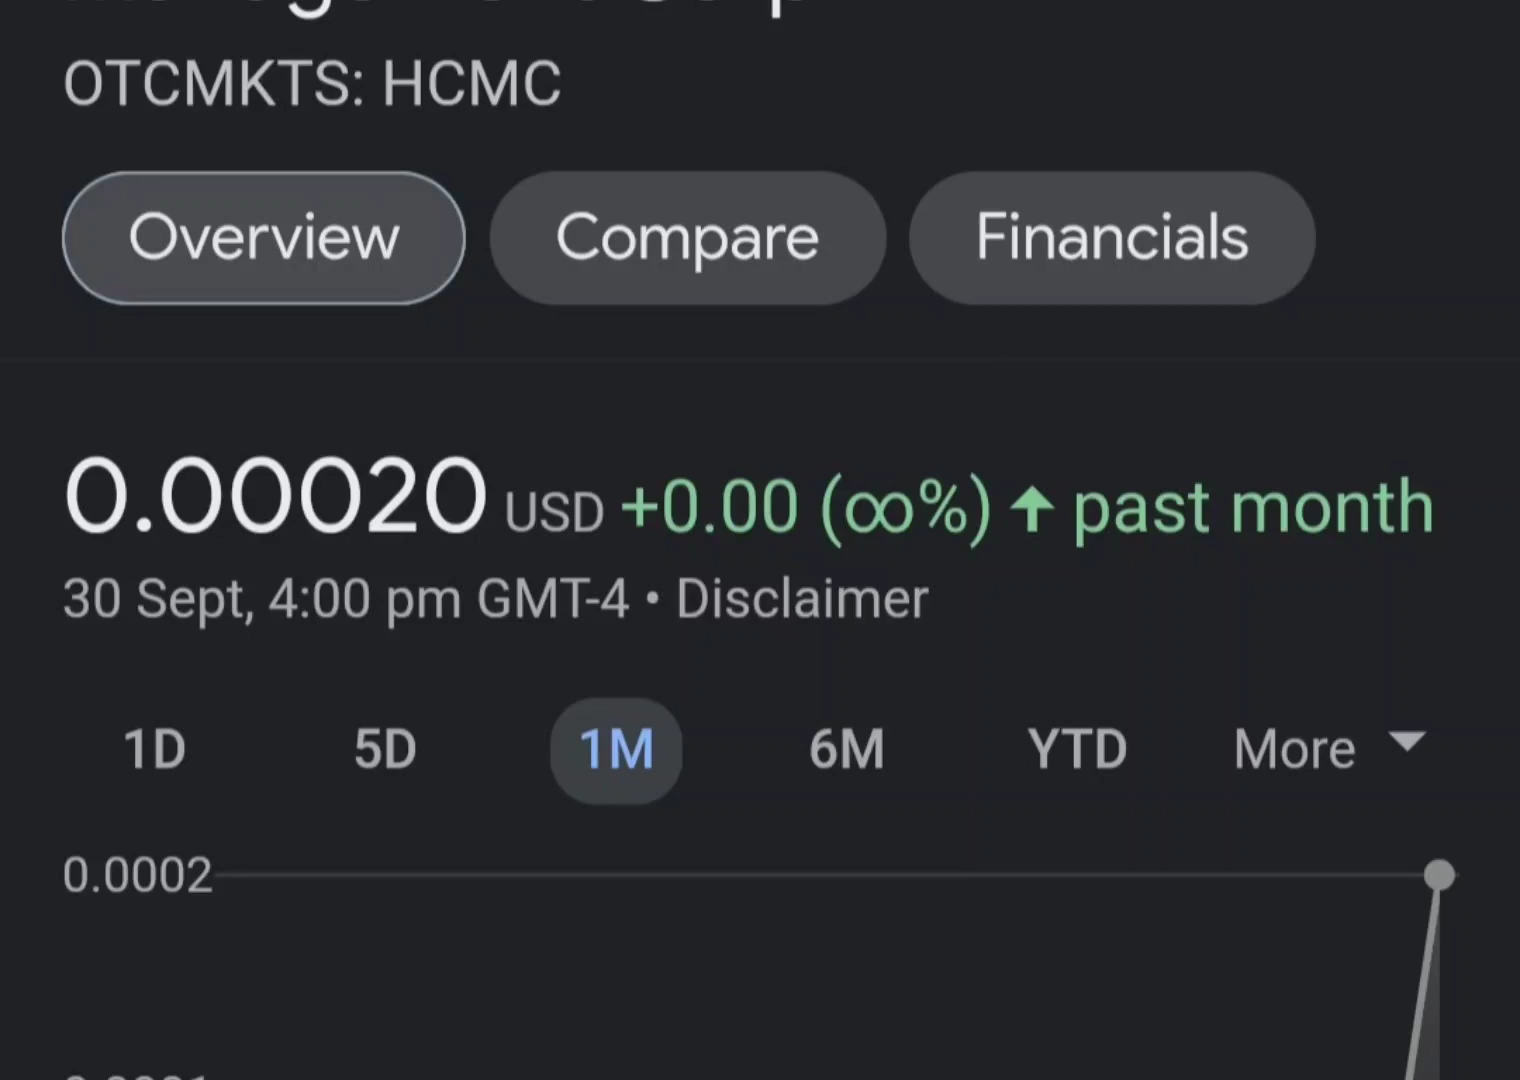 OTCMKTS: HCMC
Overview Compare Financials
0.00020 USD +0.00 (∞%) ↑ past month
30 Sept, 4:00 pm GMT-4 • Disclaimer
1D 5D 1M 6M YTD More
0.0002